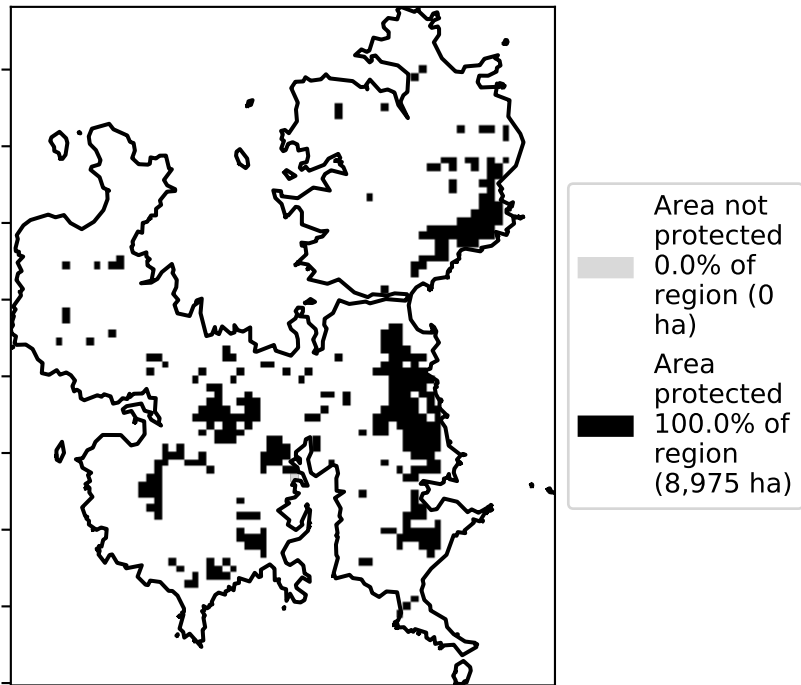 Area not
protected
0.0% of
region (0
ha)
Area
protected
100.0% of
region
(8,975 ha)